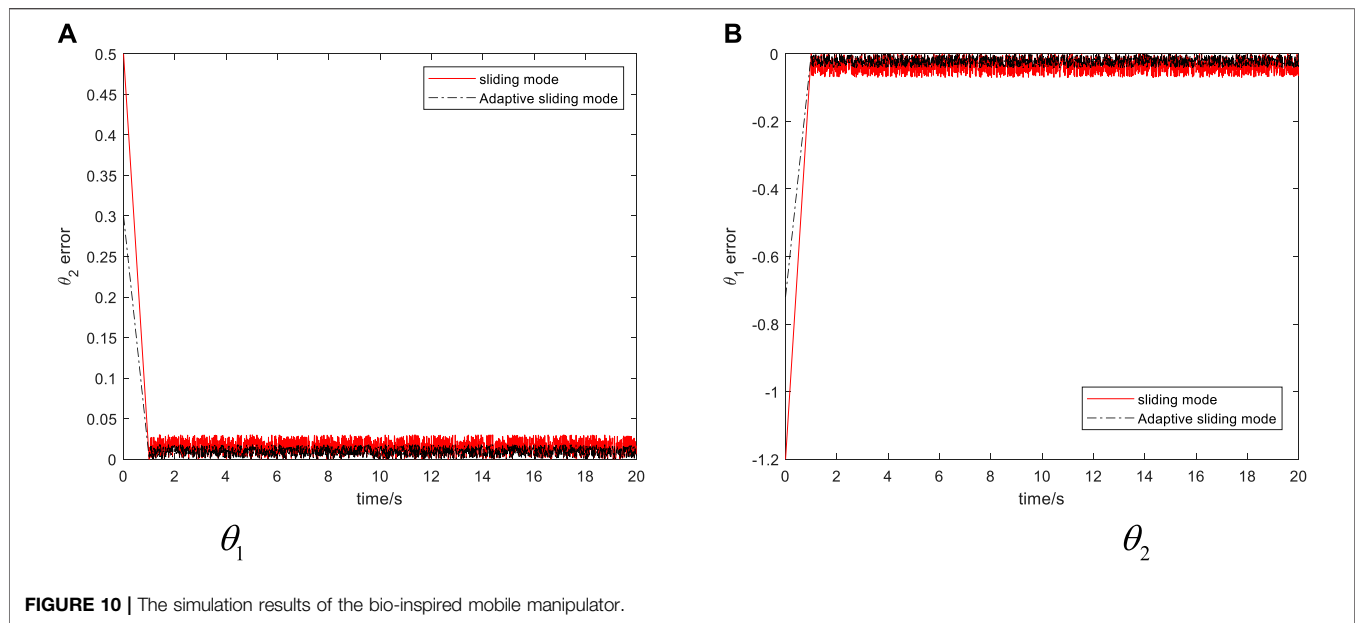 A
0.5
0.45
0.4
0.35
0.3
0.25
0.2
0.15
0.1
0.05
0
θ2 error
sliding mode
Adaptive sliding mode
0 2 4 6 8 10 12 14 16 18 20
time/s
θ1
B
0
-0.2
-0.4
-0.6
-0.8
-1
-1.2
θ1 error
sliding mode
Adaptive sliding mode
0 2 4 6 8 10 12 14 16 18 20
time/s
θ2
FIGURE 10 | The simulation results of the bio-inspired mobile manipulator.